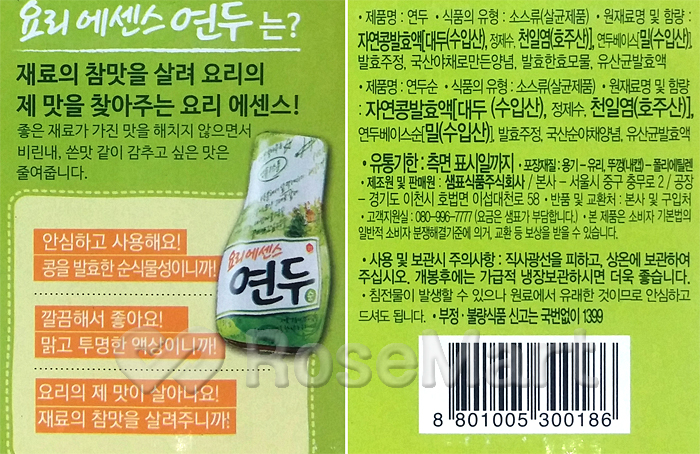 요리 에센스 연두 는?
재료의 참맛을 살려 요리의
제 맛을 찾아주는 요리 에센스!
좋은 재료가 가진 맛을 해치지 않으면서
비린내, 쓴맛 같이 감추고 싶은 맛은
줄여줍니다.
안심하고 사용해요!
콩을 발효한 순식물성이니까!
깔끔해서 좋아요!
맑고 투명한 액상이니까!
요리의 제 맛이 살아나요!
재료의 참맛을 살려주니까!
요리에센스
연두
순
• 제품명 : 연두 • 식품의 유형 : 소스류(살균제품) • 원재료명 및 함량 :
자연콩발효액[대두(수입산), 정제수, 천일염(호주산)], 연두베이스[밀(수입산)],
발효주정, 국산야채로만든양념, 발효한효모물, 유산균발효액
• 제품명 : 연두순 • 식품의 유형 : 소스류(살균제품) • 원재료명 및 함량
: 자연콩발효액[대두 (수입산), 정제수, 천일염(호주산)],
연두베이스순[밀(수입산)], 발효주정, 국산순야채양념, 유산균발효액
• 유통기한 : 측면 표시일까지 • 포장재질 : 용기–유리, 뚜껑(내캡)–폴리에틸렌
• 제조원 및 판매원 : 샘표식품주식회사 / 본사 – 서울시 중구 충무로 2 / 공장
– 경기도 이천시 호법면 이섭대천로 58 • 반품 및 교환처 : 본사 및 구입처
• 고객지원실 : 080-996-7777 (요금은 샘표가 부담합니다.) • 본 제품은 소비자 기본법의
일반적 소비자 분쟁해결기준에 의거, 교환 등 보상을 받을 수 있습니다.
• 사용 및 보관시 주의사항 : 직사광선을 피하고, 상온에 보관하여
주십시오. 개봉후에는 가급적 냉장보관하시면 더욱 좋습니다.
• 침전물이 발생할 수 있으나 원료에서 유래한 것이므로 안심하고
드셔도 됩니다. • 부정 · 불량식품 신고는 국번없이 1399
RoseMart
8 801005 300186